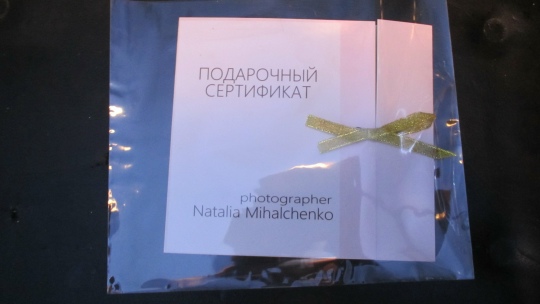 ПОДАРОЧНЫЙ
СЕРТИФИКАТ
photographer
Natalia Mihalchenko